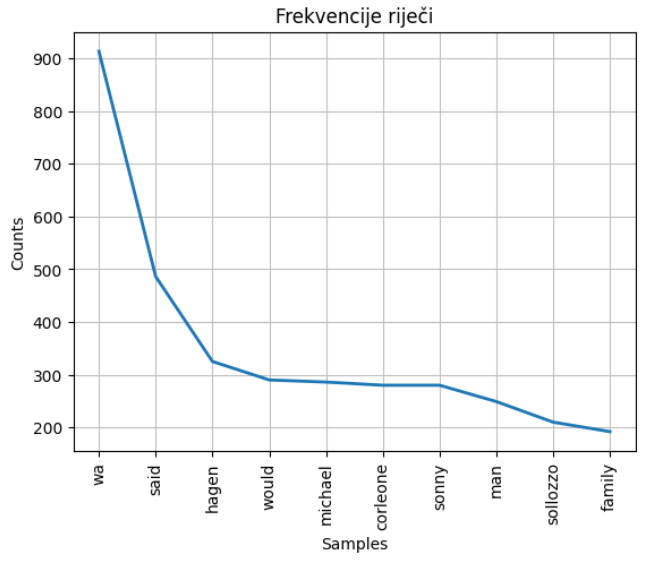 Frekvencije riječi
Counts
900
800
700
600
500
400
300
200
wa
said
hagen
would
michael
corleone
sonny
man
sollozzo
family
Samples